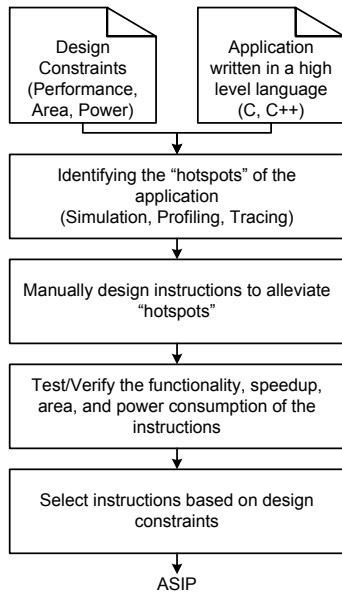 Design
Constraints
(Performance,
Area, Power)
Application
written in a high
level language
(C, C++)
Identifying the “hotspots” of the
application
(Simulation, Profiling, Tracing)
Manually design instructions to alleviate
“hotspots”
Test/Verify the functionality, speedup,
area, and power consumption of the
instructions
Select instructions based on design
constraints
ASIP